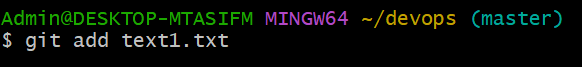 Admin@DESKTOP-MTASIFM MINGW64 ~/devops (master)
$ git add text1.txt